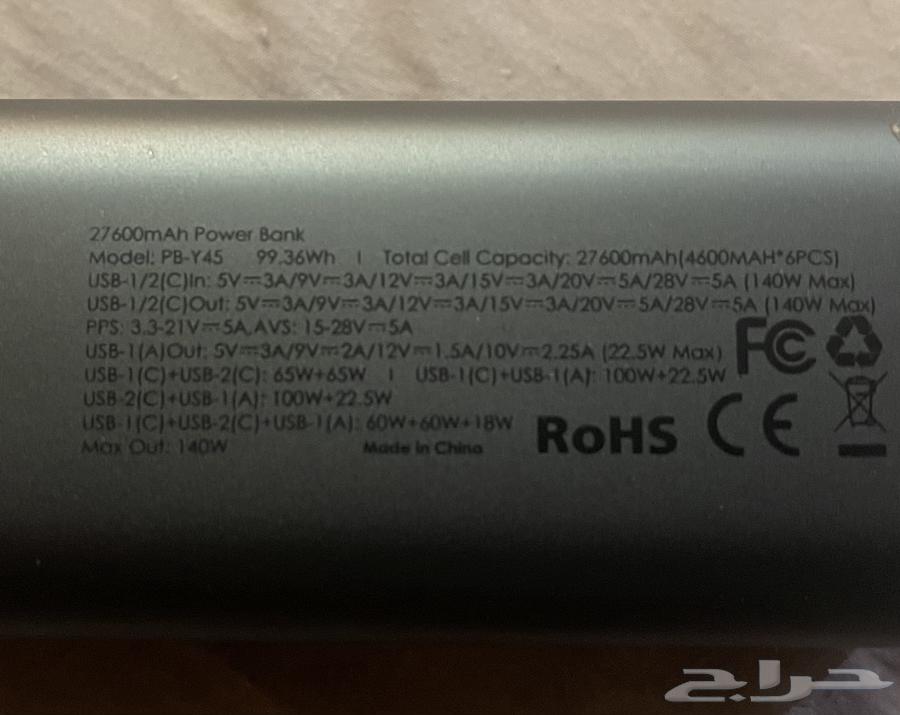 27600mAh Power Bank
Model: PB-Y45 99.36Wh | Total Cell Capacity: 27600mAh(4600MAH*6PCS)
USB-1/2(C)In: 5V⎓3A/9V⎓3A/12V⎓3A/15V⎓3A/20V⎓5A/28V⎓5A (140W Max)
USB-1/2(C)Out: 5V⎓3A/9V⎓3A/12V⎓3A/15V⎓3A/20V⎓5A/28V⎓5A (140W Max)
PPS: 3.3-21V⎓5A,AVS: 15-28V⎓5A
USB-1(A)Out: 5V⎓3A/9V⎓2A/12V⎓1.5A/10V⎓2.25A (22.5W Max)
USB-1(C)+USB-2(C): 65W+65W | USB-1(C)+USB-1(A): 100W+22.5W
USB-2(C)+USB-1(A): 100W+22.5W
USB-1(C)+USB-2(C)+USB-1(A): 60W+60W+18W
Max Out: 140W Made in China
FC
RoHS CE
حراج